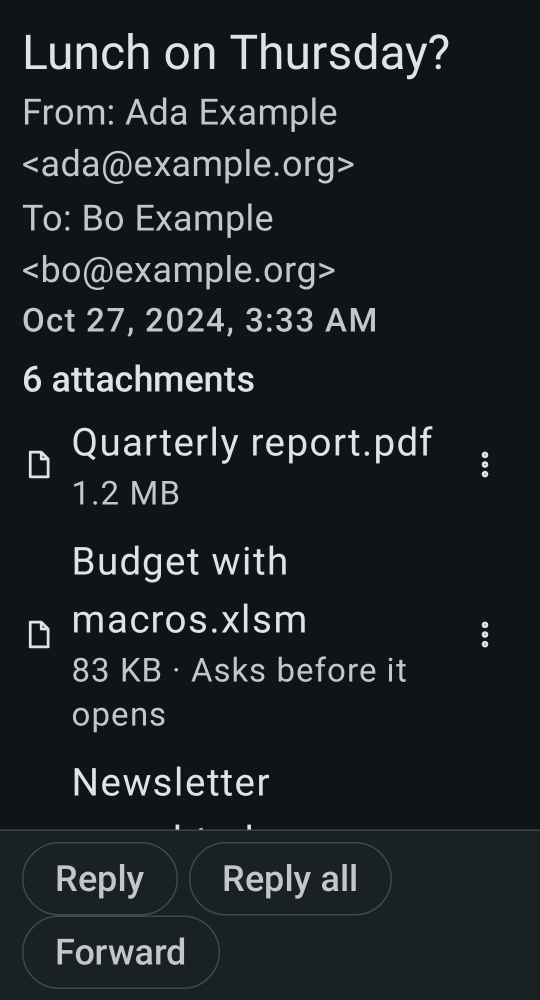 Lunch on Thursday?
From: Ada Example
<ada@example.org>
To: Bo Example
<bo@example.org>
Oct 27, 2024, 3:33 AM
6 attachments
Quarterly report.pdf
1.2 MB
Budget with
macros.xlsm
83 KB · Asks before it
opens
Newsletter
Reply
Reply all
Forward